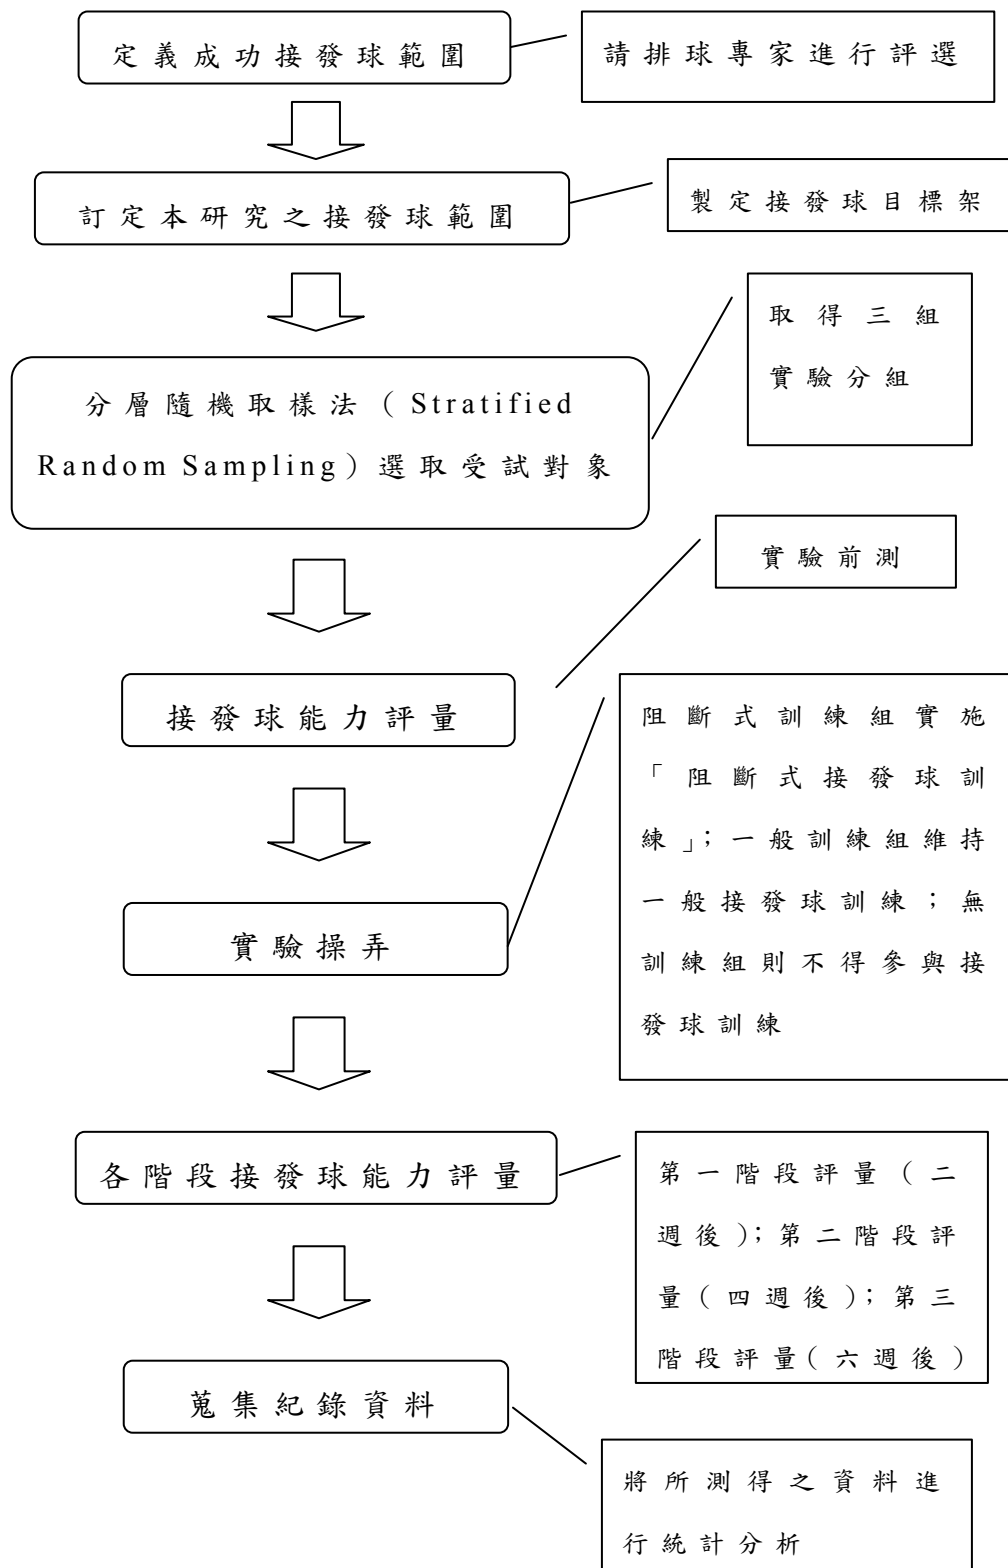 定義成功接發球範圍
請排球專家進行評選
訂定本研究之接發球範圍
製定接發球目標架
分層隨機取樣法（Stratified
Random Sampling）選取受試對象
取得三組
實驗分組
接發球能力評量
實驗前測
實驗操弄
阻斷式訓練組實施
「阻斷式接發球訓
練」；一般訓練組維持
一般接發球訓練；無
訓練組則不得參與接
發球訓練
各階段接發球能力評量
第一階段評量（二
週後）；第二階段評
量（四週後）；第三
階段評量（六週後）
蒐集紀錄資料
將所測得之資料進
行統計分析